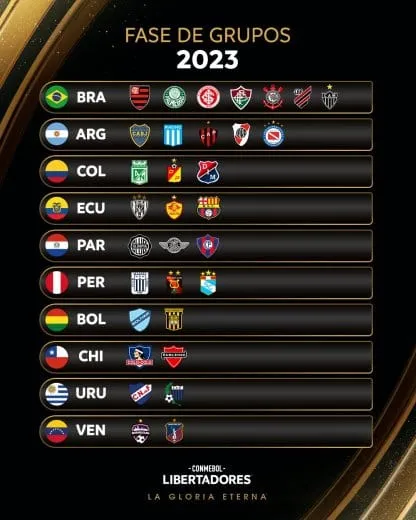 FASE DE GRUPOS
2023
BRA
ARG
COL
ECU
PAR
PER
BOL
CHI
URU
VEN
·CONMEBOL·
LIBERTADORES
LA GLORIA ETERNA